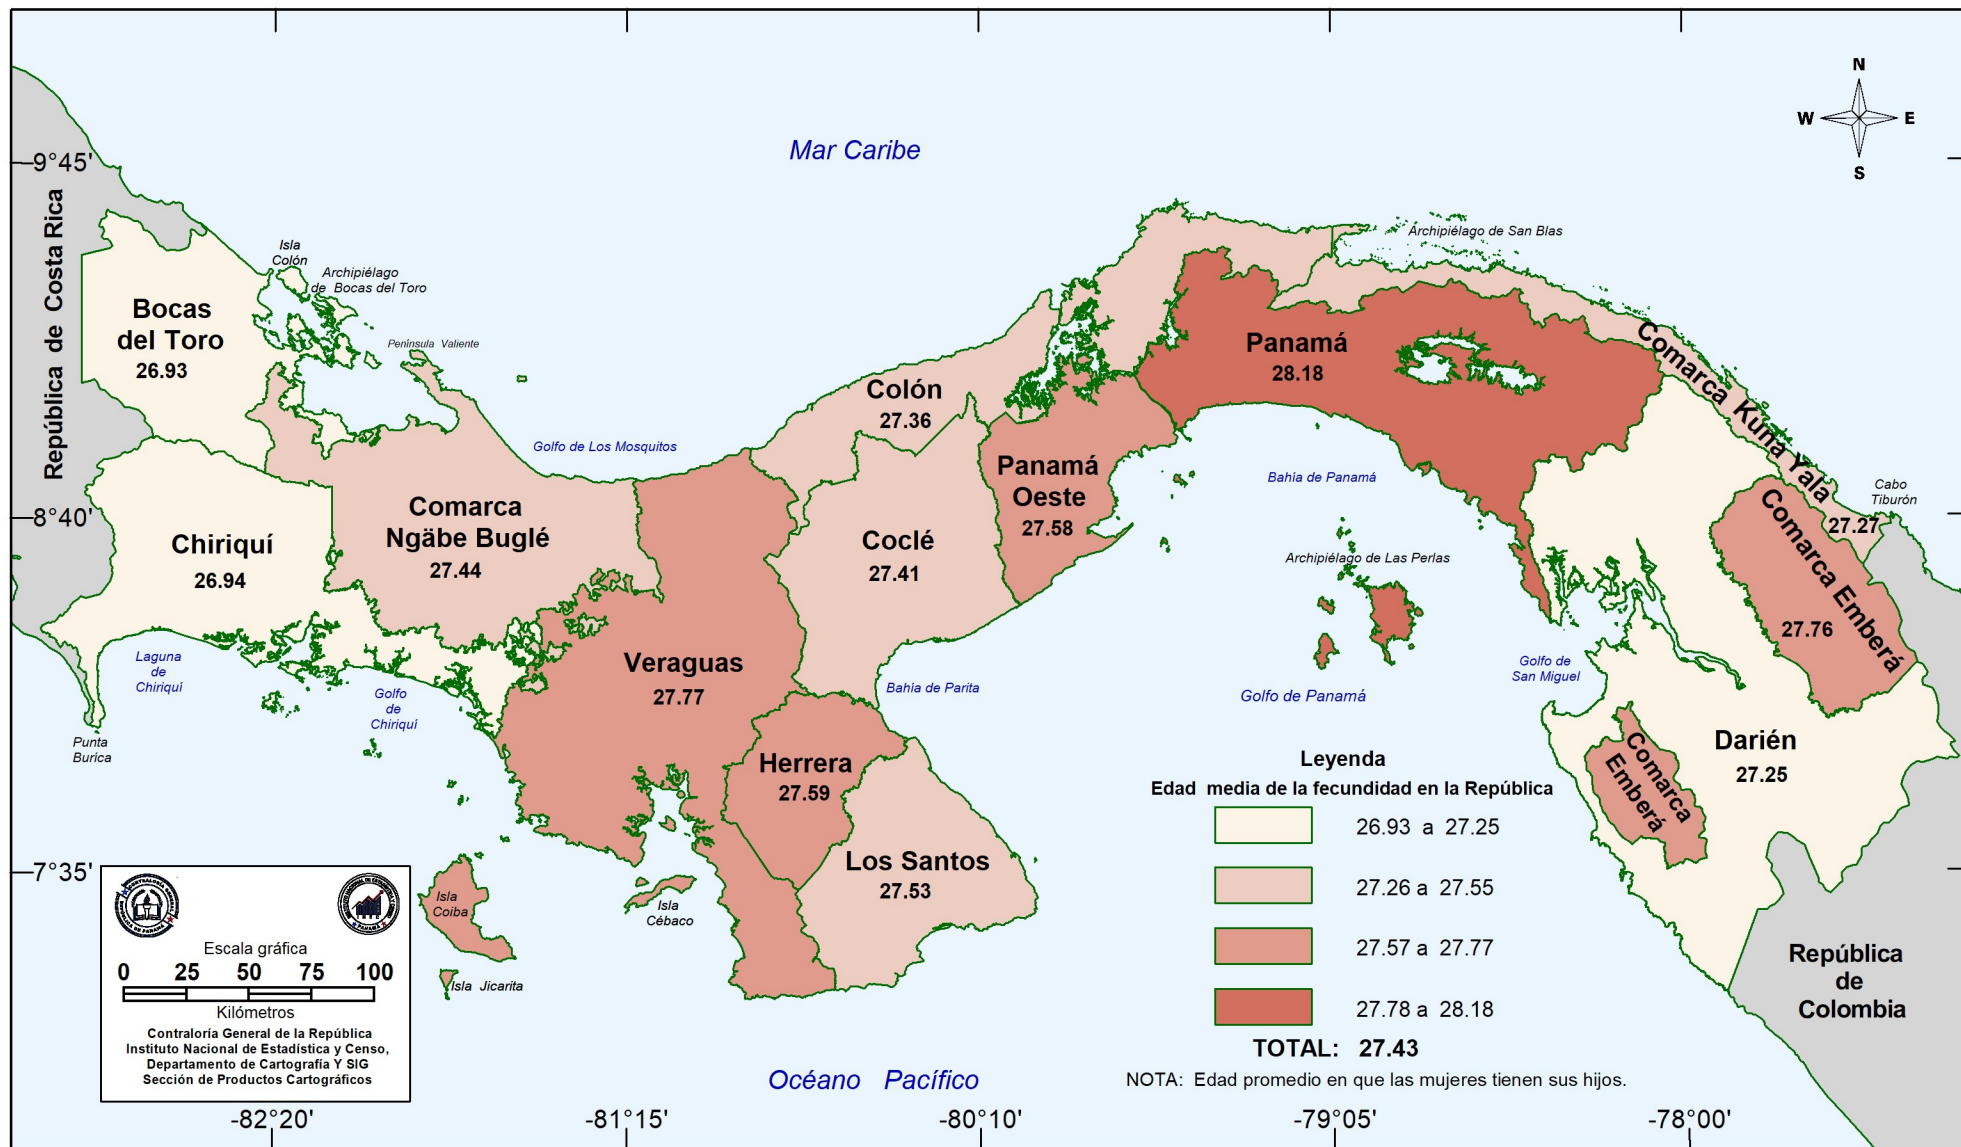 N
W E
S
Mar Caribe
9°45'
8°40'
7°35'
República de Costa Rica
Isla
Colón
Archipiélago
de Bocas del Toro
Península Valiente
Archipiélago de San Blas
Bocas
del Toro
26.93
Colón
27.36
Panamá
28.18
Comarca Kuna Yala
27.27
Golfo de Los Mosquitos
Panamá
Oeste
27.58
Bahía de Panamá
Cabo
Tiburón
Comarca
Ngäbe Buglé
27.44
Chiriquí
26.94
Coclé
27.41
Archipiélago de Las Perlas
Comarca Emberá
27.76
Veraguas
27.77
Laguna
de
Chiriquí
Golfo
de
Chiriquí
Bahía de Parita
Golfo de Panamá
Golfo de
San Miguel
Punta
Burica
Herrera
27.59
Darién
27.25
Comarca
Emberá
Los Santos
27.53
Isla
Coiba
Isla
Cébaco
Isla Jicarita
República
de
Colombia
Leyenda
Edad media de la fecundidad en la República
26.93 a 27.25
27.26 a 27.55
27.57 a 27.77
27.78 a 28.18
TOTAL: 27.43
NOTA: Edad promedio en que las mujeres tienen sus hijos.
Escala gráfica
0 25 50 75 100
Kilómetros
Contraloría General de la República
Instituto Nacional de Estadística y Censo,
Departamento de Cartografía Y SIG
Sección de Productos Cartográficos
Océano Pacífico
-82°20' -81°15' -80°10' -79°05' -78°00'